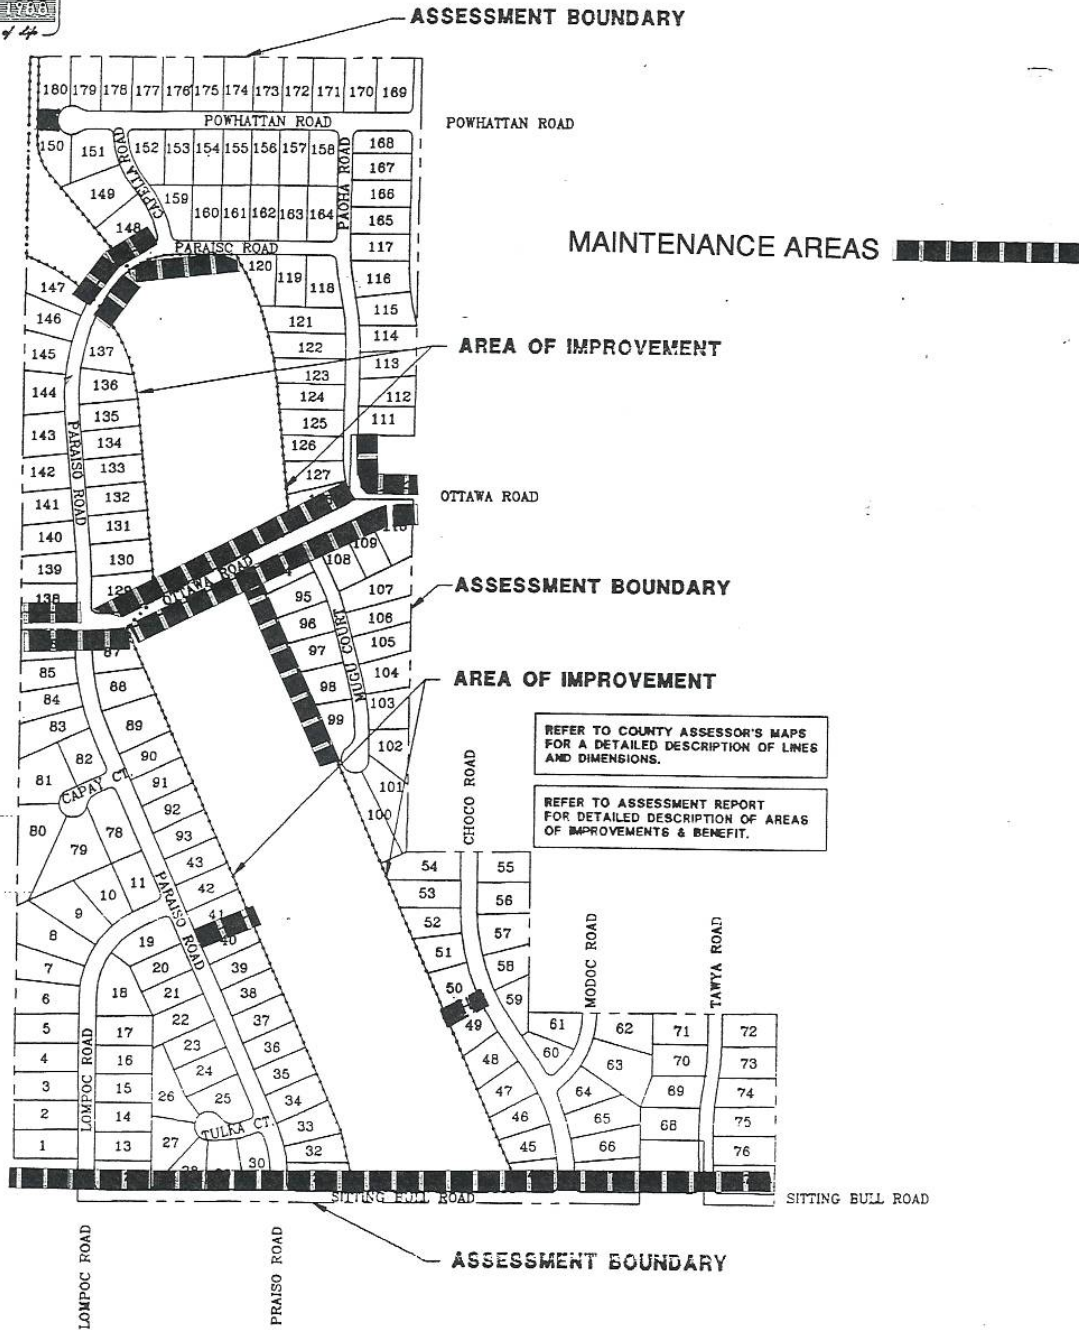 1988
of 4
ASSESSMENT BOUNDARY
180 179 178 177 176 175 174 173 172 171 170 169
POWHATTAN ROAD
POWHATTAN ROAD
150 151 152 153 154 155 156 157 158 168
CAPELLA ROAD
PAOHA ROAD
167
149 159 166
160 161 162 163 164 165
148
PARAISC ROAD
117
MAINTENANCE AREAS
147 120 119 118 116
146 121 115
145 137 122 114
AREA OF IMPROVEMENT
144 136 123 113
135 124 112
143 134 125 111
PARAISO ROAD
142 133 126
141 132 127
OTTAWA ROAD
140 131
139 130 108 109
OTTAWA ROAD
138 129 95 107
ASSESSMENT BOUNDARY
96 106
MUGU COURT
87 97 105
85 88 98 104
AREA OF IMPROVEMENT
84 99 103
83 89 102
REFER TO COUNTY ASSESSOR'S MAPS
FOR A DETAILED DESCRIPTION OF LINES
AND DIMENSIONS.
82 90
81 91 101
CAPAY CT.
CHOCO ROAD
REFER TO ASSESSMENT REPORT
FOR DETAILED DESCRIPTION OF AREAS
OF IMPROVEMENTS & BENEFIT.
80 78 92 100
79 93
43 54 55
11 42 53 56
10
PARAISO ROAD
9 41 52 57
8 19 40 51 58
MODOC ROAD
TAWYA ROAD
7 20 39 50 59
6 18 21 38 49
5 17 22 37 61 62 71 72
4 16 23 36 48 60 63 70 73
LOMPOC ROAD
3 15 24 35 47 64 69 74
2 14 26 25 34 46 65 68 75
TULKA CT.
1 13 27 33 45 66 76
28 30 32
SITTING BULL ROAD
SITTING BULL ROAD
LOMPOC ROAD
PRAISO ROAD
ASSESSMENT BOUNDARY